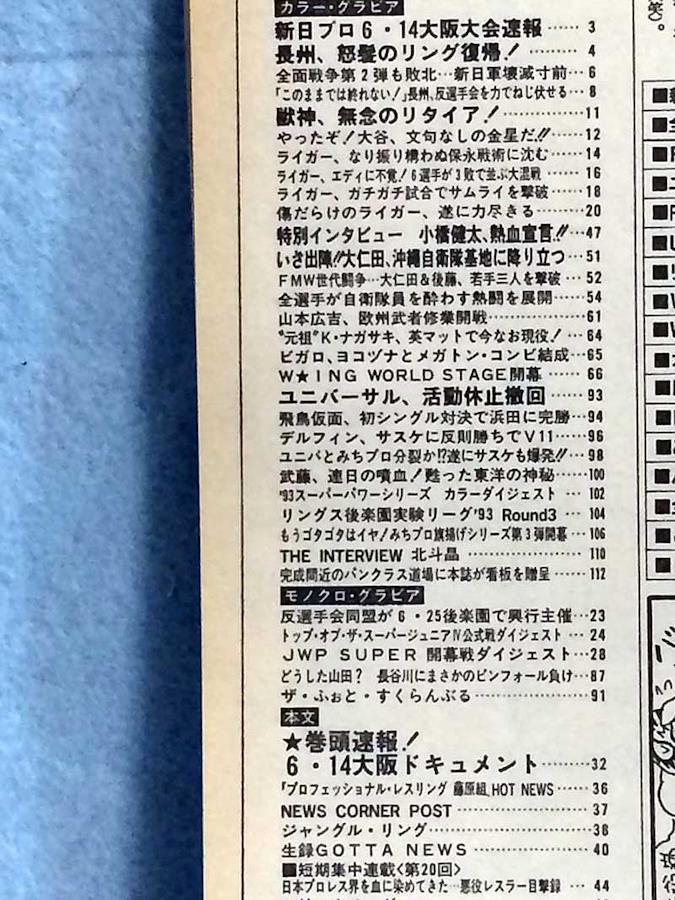 カラー・グラビア
新日プロ6・14大阪大会速報……3
長州、怒髪のリング復帰!……4
全面戦争第2弾も敗北…新日軍壊滅寸前…6
「このままでは終れない!」長州、反選手会を力でねじ伏せる…8
獣神、無念のリタイア!……11
やったぞ!大谷、文句なしの金星だ!!……12
ライガー、なり振り構わぬ保永戦術に沈む……14
ライガー、エディに不覚!6選手が3敗で並ぶ大混戦……16
ライガー、ガチガチ試合でサムライを撃破……18
傷だらけのライガー、遂に力尽きる……20
特別インタビュー 小橋健太、熱血宣言!!…47
いざ出陣!!大仁田、沖縄自衛隊基地に降り立つ…51
FMW世代闘争…大仁田&後藤、若手三人を撃破…52
全選手が自衛隊員を酔わす熱闘を展開……54
山本広吉、欧州武者修業開戦……61
“元祖”K・ナガサキ、英マットで今なお現役!…64
ビガロ、ヨコヅナとメガトン・コンビ結成…65
W★ING WORLD STAGE開幕……66
ユニバーサル、活動休止撤回……93
飛鳥仮面、初シングル対決で浜田に完勝…94
デルフィン、サスケに反則勝ちでV11……96
ユニバとみちプロ分裂か!?遂にサスケも爆発!!…98
武藤、連日の噴血!甦った東洋の神秘……100
'93スーパーパワーシリーズ カラーダイジェスト…102
リングス後楽園実験リーグ'93 Round3…104
もうゴタゴタはイヤ!みちプロ旗揚げシリーズ第3弾開幕…106
THE INTERVIEW 北斗晶……110
完成間近のパンクラス道場に本誌が看板を贈呈……112
モノクロ・グラビア
反選手会同盟が6・25後楽園で興行主催…23
トップ・オブ・ザ・スーパージュニアⅣ公式戦ダイジェスト…24
JWP SUPER 開幕戦ダイジェスト…28
どうした山田? 長谷川にまさかのピンフォール負け…87
ザ・ふぉと・すくらんぶる……91
本文
★巻頭速報!
6・14大阪ドキュメント……32
「プロフェッショナル・レスリング 藤原組」HOT NEWS……36
NEWS CORNER POST……37
ジャングル・リング……38
生録GOTTA NEWS……40
■短期集中連載〈第20回〉
日本プロレス界を血に染めてきた…悪役レスラー目撃録…44
笑)。